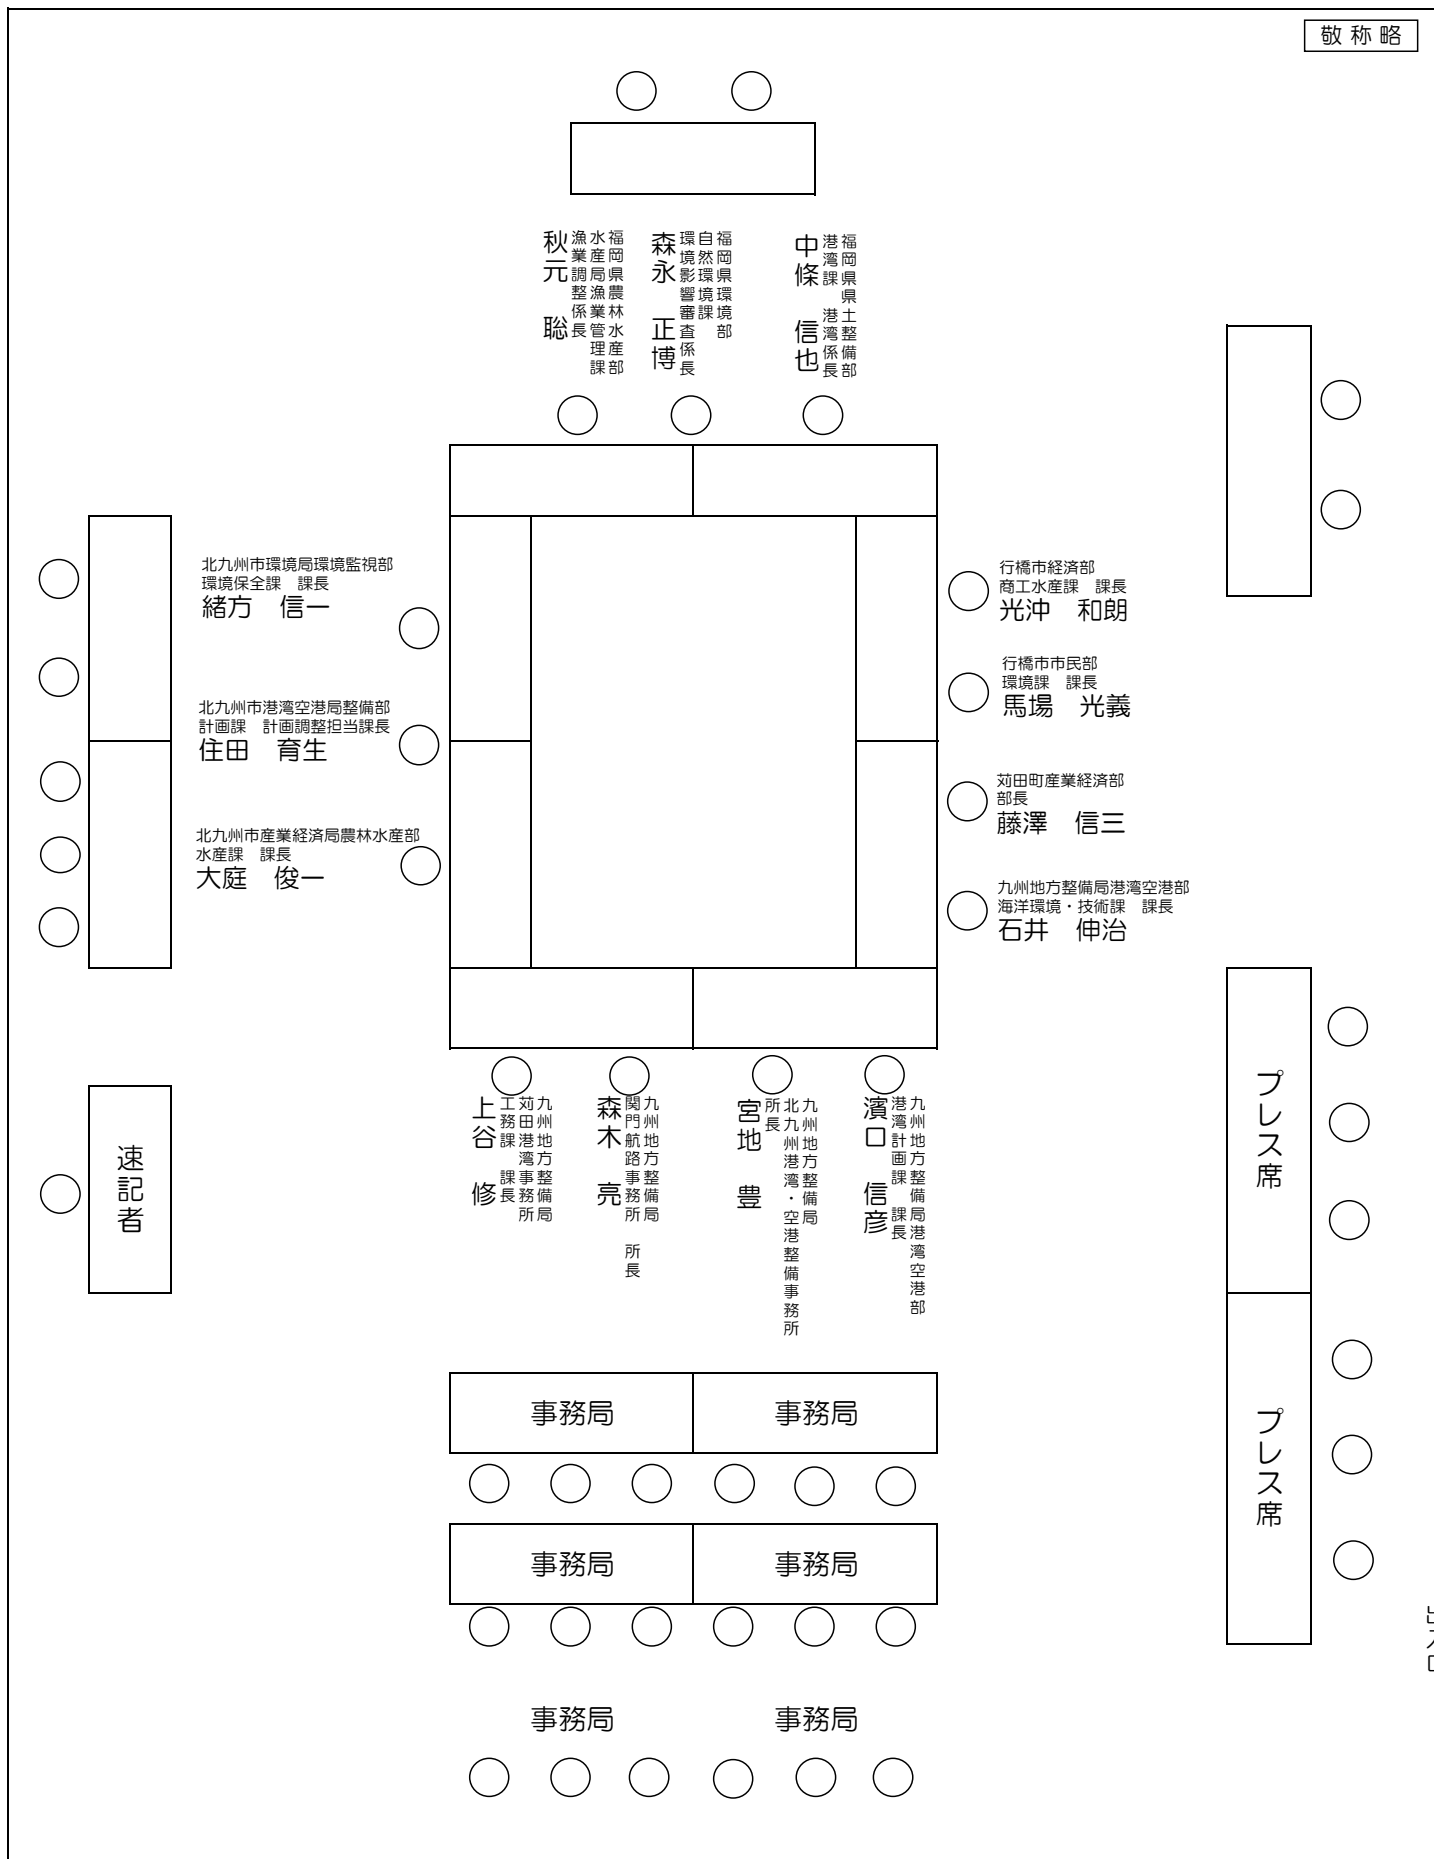 敬称略
福岡県県土整備部
港湾課　港湾係長
中條　信也
福岡県環境部
自然環境課
環境影響審査係長
森永　正博
福岡県農林水産部
水産局漁業管理課
漁業調整係長
秋元　聡
北九州市環境局環境監視部
環境保全課　課長
緒方　信一
北九州市港湾空港局整備部
計画課　計画調整担当課長
住田　育生
北九州市産業経済局農林水産部
水産課　課長
大庭　俊一
行橋市経済部
商工水産課　課長
光沖　和朗
行橋市市民部
環境課　課長
馬場　光義
苅田町産業経済部
部長
藤澤　信三
九州地方整備局港湾空港部
海洋環境・技術課　課長
石井　伸治
九州地方整備局港湾空港部
港湾計画課　課長
濱口　信彦
九州地方整備局
北九州港湾・空港整備事務所
所長
宮地　豊
九州地方整備局
関門航路事務所　所長
森木　亮
九州地方整備局
苅田港湾事務所
工務課　課長
上谷　修
速記者
プレス席
プレス席
事務局
事務局
事務局
事務局
事務局
事務局